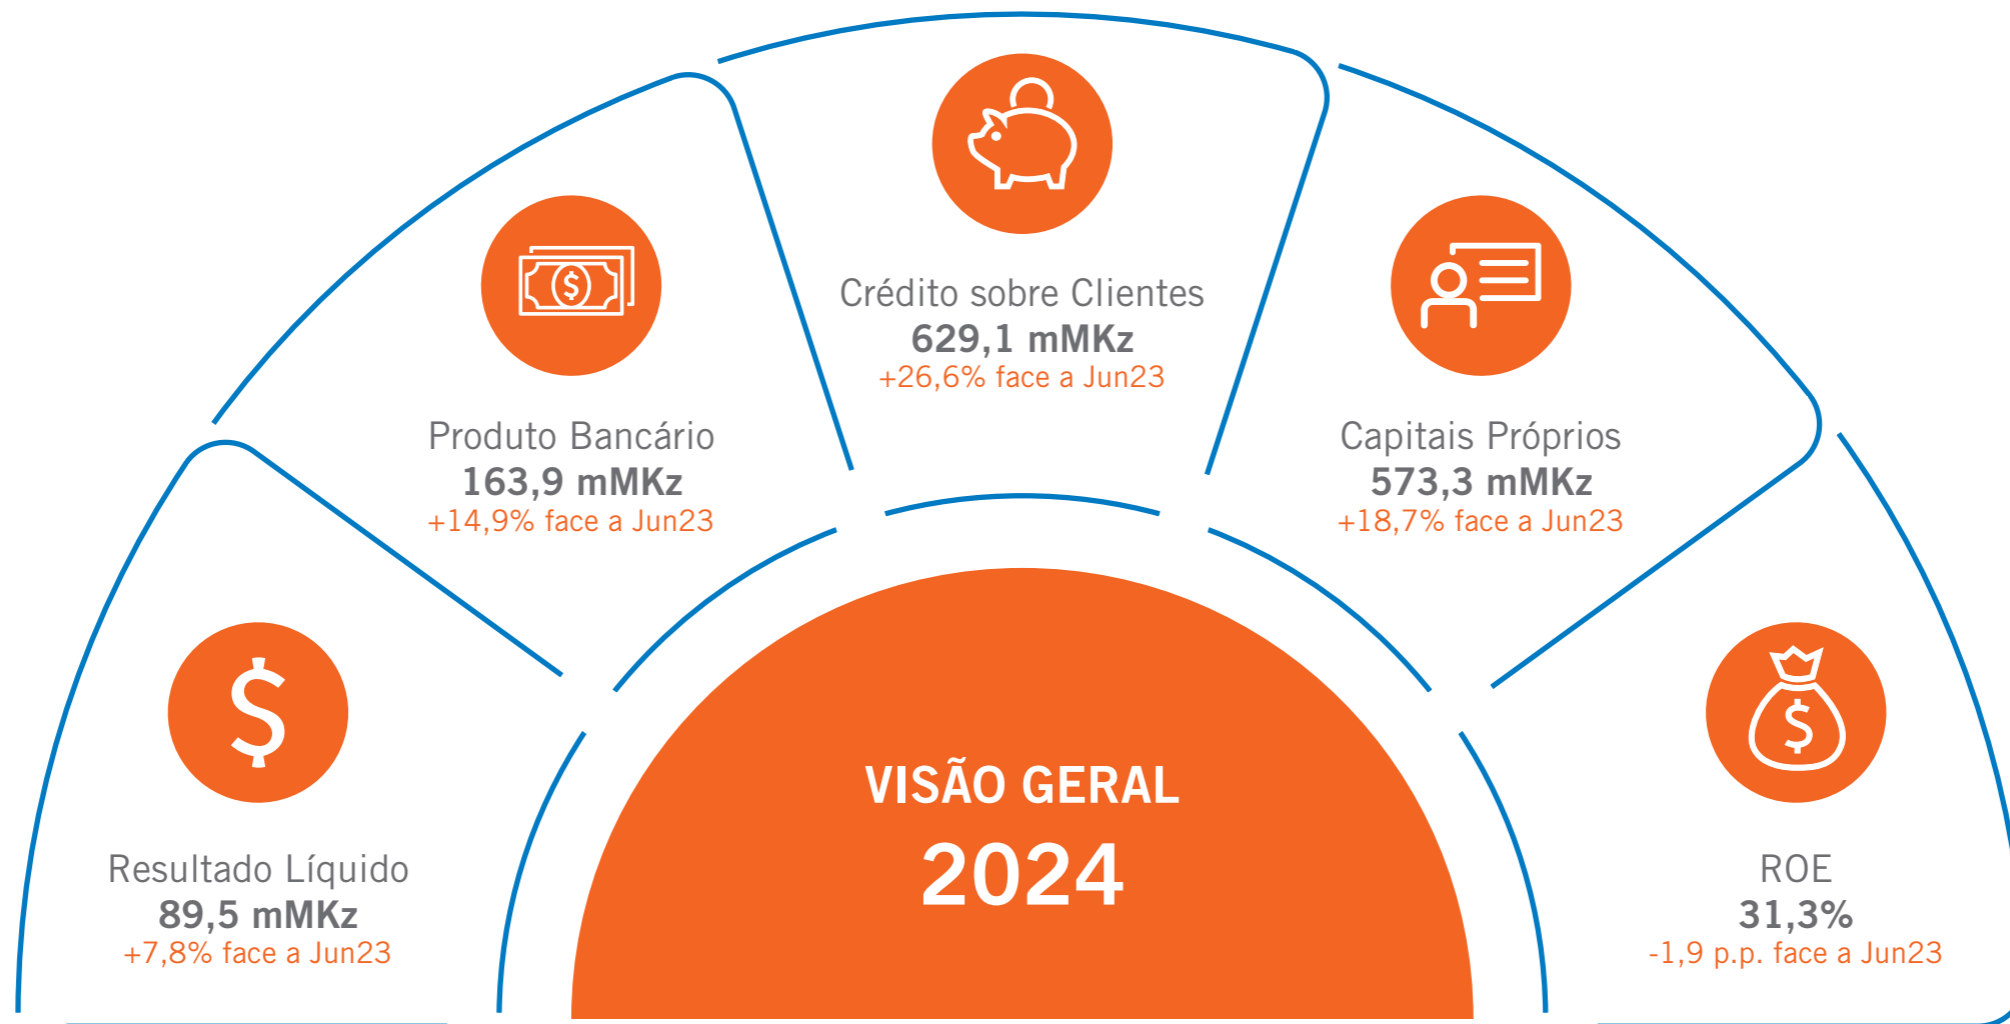 Crédito sobre Clientes
629,1 mMKz
+26,6% face a Jun23
Produto Bancário
163,9 mMKz
+14,9% face a Jun23
Capitais Próprios
573,3 mMKz
+18,7% face a Jun23
Resultado Líquido
89,5 mMKz
+7,8% face a Jun23
VISÃO GERAL
2024
ROE
31,3%
-1,9 p.p. face a Jun23